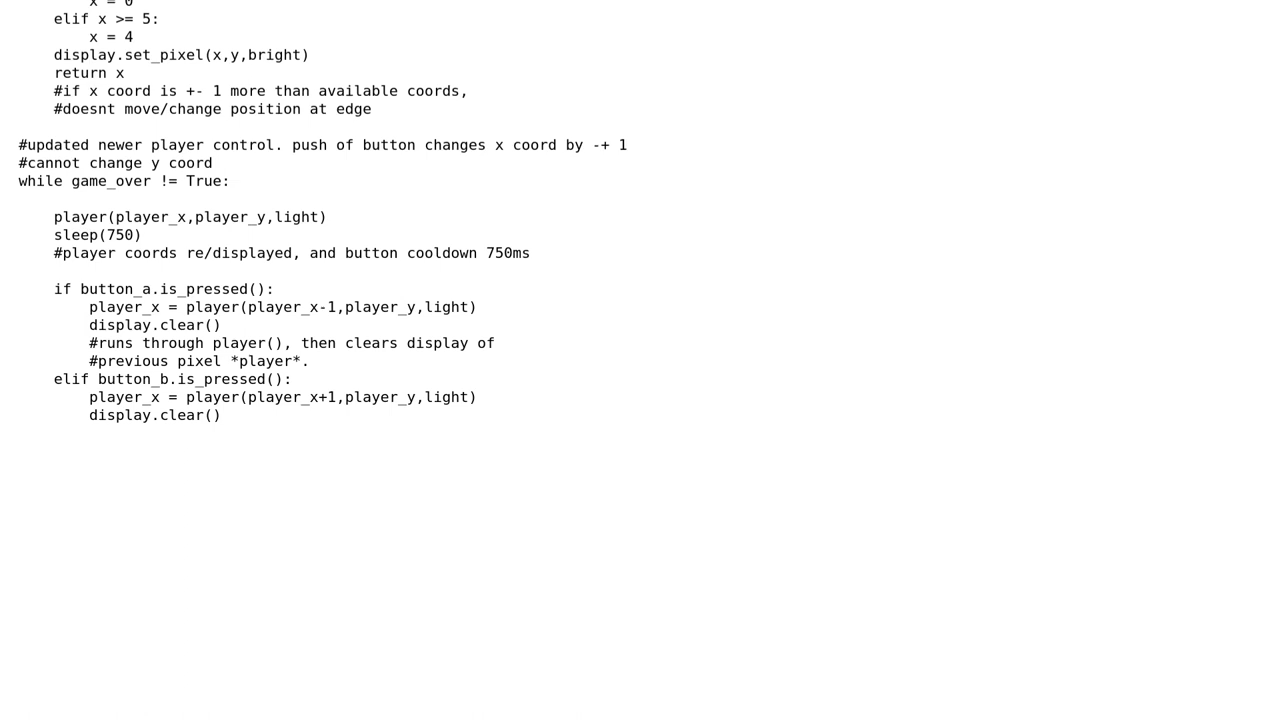 x = 0
elif x >= 5:
x = 4
display.set_pixel(x,y,bright)
return x
#if x coord is +- 1 more than available coords,
#doesnt move/change position at edge
#updated newer player control. push of button changes x coord by -+ 1
#cannot change y coord
while game_over != True:
player(player_x,player_y,light)
sleep(750)
#player coords re/displayed, and button cooldown 750ms
if button_a.is_pressed():
player_x = player(player_x-1,player_y,light)
display.clear()
#runs through player(), then clears display of
#previous pixel *player*.
elif button_b.is_pressed():
player_x = player(player_x+1,player_y,light)
display.clear()